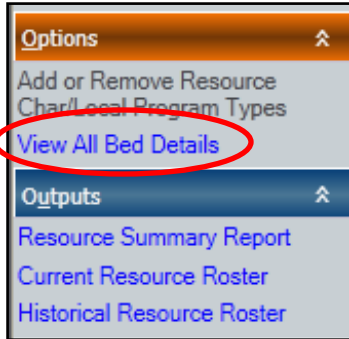 Options
Add or Remove Resource
Char/Local Program Types
View All Bed Details
Outputs
Resource Summary Report
Current Resource Roster
Historical Resource Roster